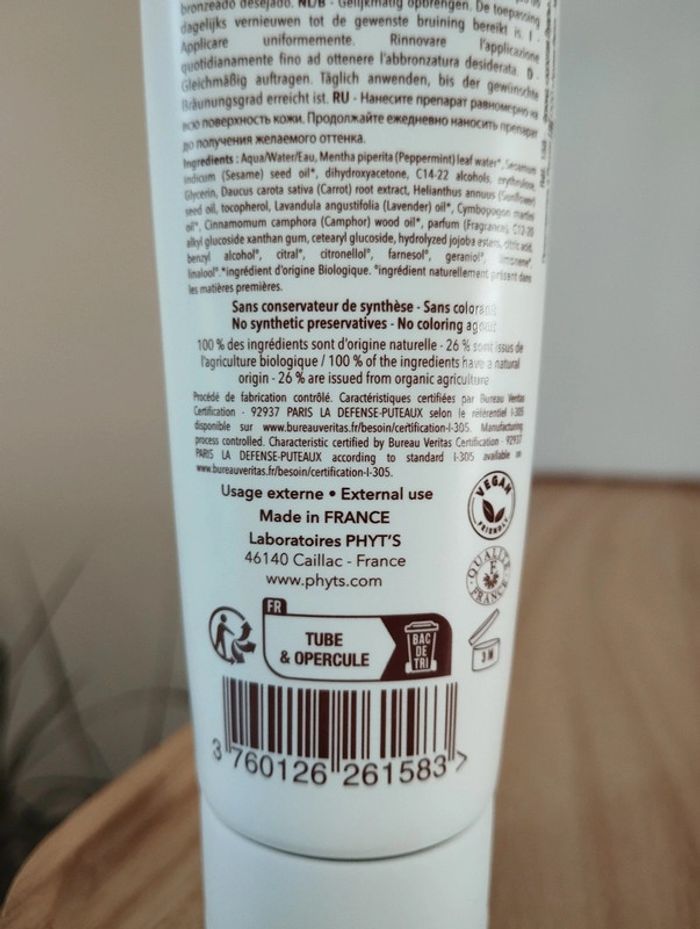 bronzeado desejado. NL/B - Gelijkmatig opbrengen. De toepassing
dagelijks vernieuwen tot de gewenste bruining bereikt is. I -
Applicare uniformemente. Rinnovare l'applicazione
quotidianamente fino ad ottenere l'abbronzatura desiderata. D -
Gleichmäßig auftragen. Täglich anwenden, bis der gewünschte
Bräunungsgrad erreicht ist. RU - Нанесите препарат равномерно на
всю поверхность кожи. Продолжайте ежедневно наносить препарат
до получения желаемого оттенка.
Ingredients : Aqua/Water/Eau, Mentha piperita (Peppermint) leaf water*, Sesamum
indicum (Sesame) seed oil*, dihydroxyacetone, C14-22 alcohols, erythrulose,
Glycerin, Daucus carota sativa (Carrot) root extract, Helianthus annuus (Sunflower)
seed oil, tocopherol, Lavandula angustifolia (Lavender) oil*, Cymbopogon martini
oil*, Cinnamomum camphora (Camphor) wood oil*, parfum (Fragrance), C12-20
alkyl glucoside xanthan gum, cetearyl glucoside, hydrolyzed jojoba esters, citric acid,
benzyl alcohol°, citral°, citronellol°, farnesol°, geraniol°, limonene°,
linalool°.*ingrédient d'origine Biologique. °ingrédient naturellement présent dans
les matières premières.
Sans conservateur de synthèse - Sans colorant
No synthetic preservatives - No coloring agents
100 % des ingrédients sont d'origine naturelle - 26 % sont issus de
l'agriculture biologique / 100 % of the ingredients have a natural
origin - 26 % are issued from organic agriculture
Procédé de fabrication contrôlé. Caractéristiques certifiées par Bureau Veritas
Certification - 92937 PARIS LA DEFENSE-PUTEAUX selon le référentiel I-305
disponible sur www.bureauveritas.fr/besoin/certification-I-305. Manufacturing
process controlled. Characteristic certified by Bureau Veritas Certification - 92937
PARIS LA DEFENSE-PUTEAUX according to standard I-305 available on
www.bureauveritas.fr/besoin/certification-I-305.
Usage externe • External use
Made in FRANCE
Laboratoires PHYT'S
46140 Caillac - France
www.phyts.com
VEGAN
FRIENDLY
QUALITÉ
FRANCE
FR
TUBE
& OPERCULE
BAC
DE
TRI
3 M
3 760126 261583 >